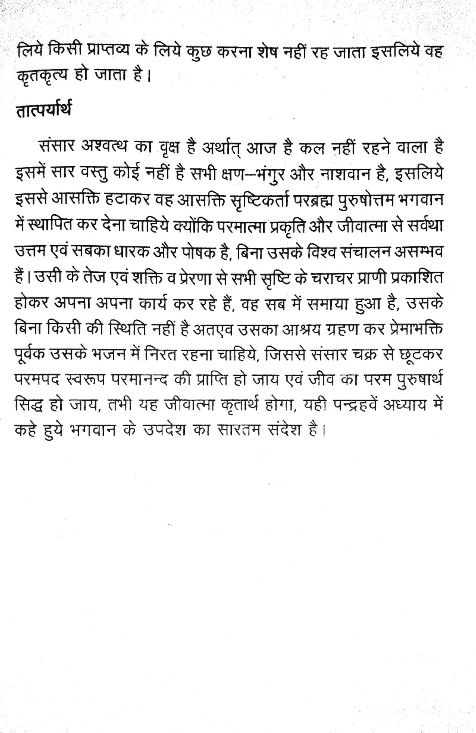 लिये किसी प्राप्तव्य के लिये कुछ करना शेष नहीं रह जाता इसलिये वह
कृतकृत्य हो जाता है।
तात्पर्यार्थ
संसार अश्वत्थ का वृक्ष है अर्थात् आज है कल नहीं रहने वाला है
इसमें सार वस्तु कोई नहीं है सभी क्षण–भंगुर और नाशवान है, इसलिये
इससे आसक्ति हटाकर वह आसक्ति सृष्टिकर्ता परब्रह्म पुरुषोत्तम भगवान
में स्थापित कर देना चाहिये क्योंकि परमात्मा प्रकृति और जीवात्मा से सर्वथा
उत्तम एवं सबका धारक और पोषक है, बिना उसके विश्व संचालन असम्भव
हैं। उसी के तेज एवं शक्ति व प्रेरणा से सभी सृष्टि के चराचर प्राणी प्रकाशित
होकर अपना अपना कार्य कर रहे हैं, वह सब में समाया हुआ है, उसके
बिना किसी की स्थिति नहीं है अतएव उसका आश्रय ग्रहण कर प्रेमाभक्ति
पूर्वक उसके भजन में निरत रहना चाहिये, जिससे संसार चक्र से छूटकर
परमपद स्वरूप परमानन्द की प्राप्ति हो जाय एवं जीव का परम पुरुषार्थ
सिद्ध हो जाय, तभी यह जीवात्मा कृतार्थ होगा, यही पन्द्रहवें अध्याय में
कहे हुये भगवान के उपदेश का सारतम संदेश है।